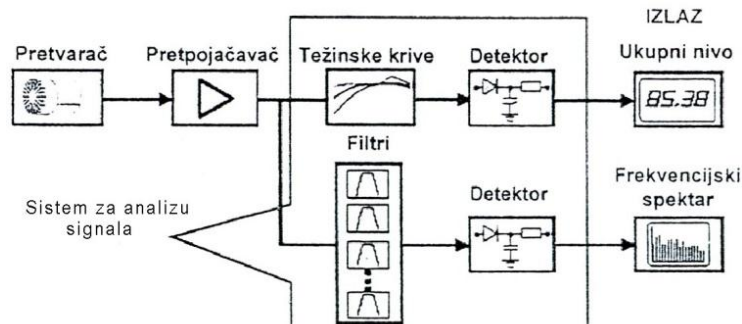 IZLAZ
Pretvarač
Pretpojačavač
Težinske krive
Detektor
Ukupni nivo
85.38
Filtri
Detektor
Frekvencijski
spektar
Sistem za analizu
signala